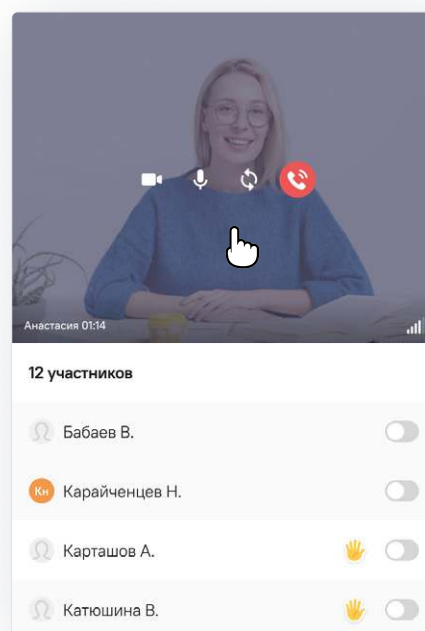 Анастасия 01:14
12 участников
Бабаев В.
Кн Карайченцев Н.
Карташов А.
Катюшина В.